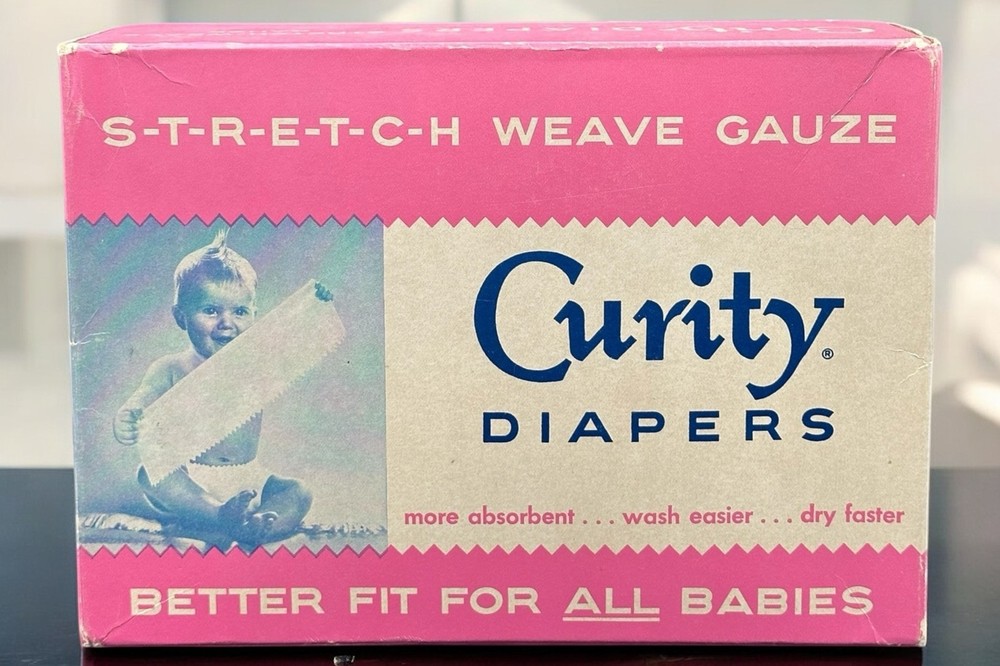 S-T-R-E-T-C-H WEAVE GAUZE
Curity®
DIAPERS
more absorbent . . . wash easier . . . dry faster
BETTER FIT FOR ALL BABIES